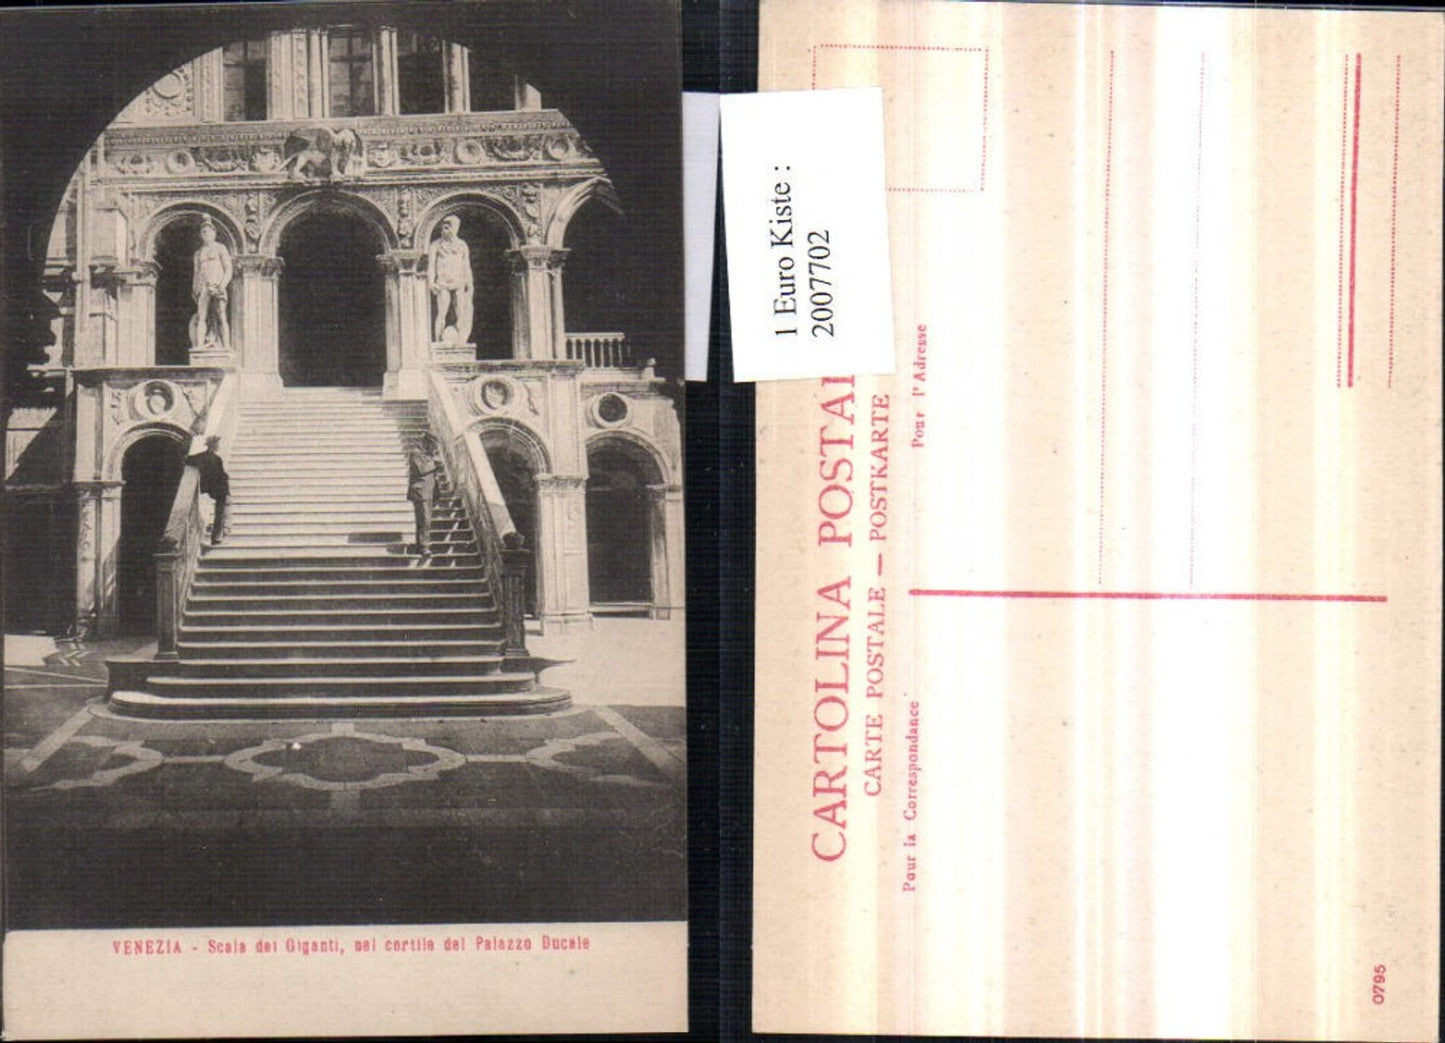 VENEZIA - Scala dei Giganti, nel cortile del Palazzo Ducale
1 Euro Kiste :
2007702
CARTOLINA POSTAL
CARTE POSTALE — POSTKARTE
Pour la Correspondance
Pour l'Adresse
0795